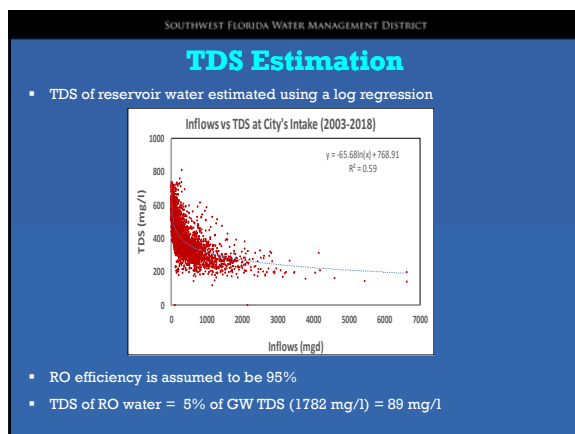 SOUTHWEST FLORIDA WATER MANAGEMENT DISTRICT
TDS Estimation
▪ TDS of reservoir water estimated using a log regression
Inflows vs TDS at City's Intake (2003-2018)
y = -65.68ln(x) + 768.91
R² = 0.59
TDS (mg/l)
1000
800
600
400
200
0
0 1000 2000 3000 4000 5000 6000 7000
Inflows (mgd)
▪ RO efficiency is assumed to be 95%
▪ TDS of RO water = 5% of GW TDS (1782 mg/l) = 89 mg/l